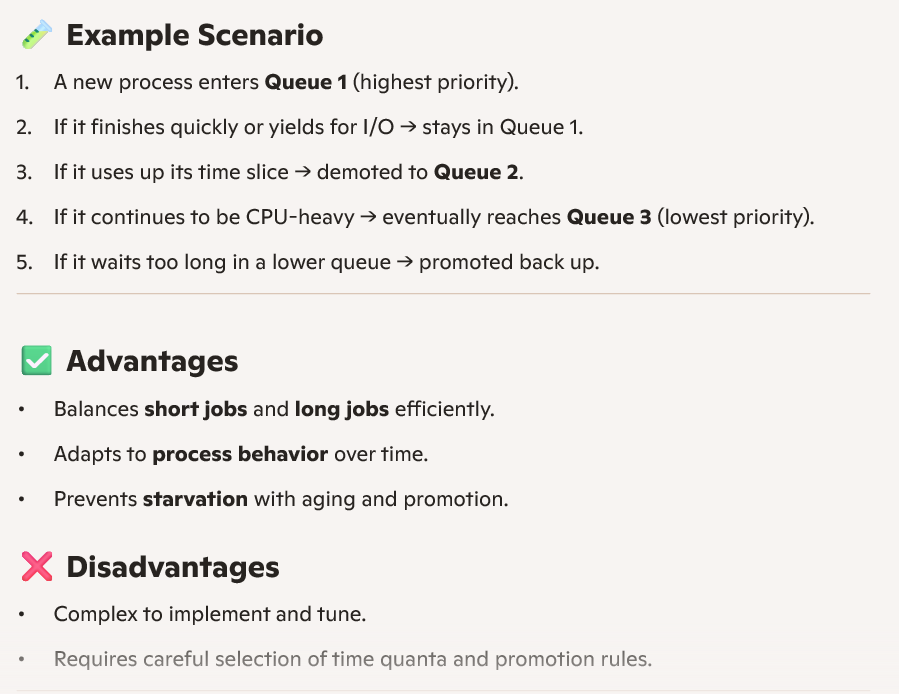 Example Scenario
1. A new process enters Queue 1 (highest priority).
2. If it finishes quickly or yields for I/O → stays in Queue 1.
3. If it uses up its time slice → demoted to Queue 2.
4. If it continues to be CPU-heavy → eventually reaches Queue 3 (lowest priority).
5. If it waits too long in a lower queue → promoted back up.
Advantages
• Balances short jobs and long jobs efficiently.
• Adapts to process behavior over time.
• Prevents starvation with aging and promotion.
Disadvantages
• Complex to implement and tune.
• Requires careful selection of time quanta and promotion rules.